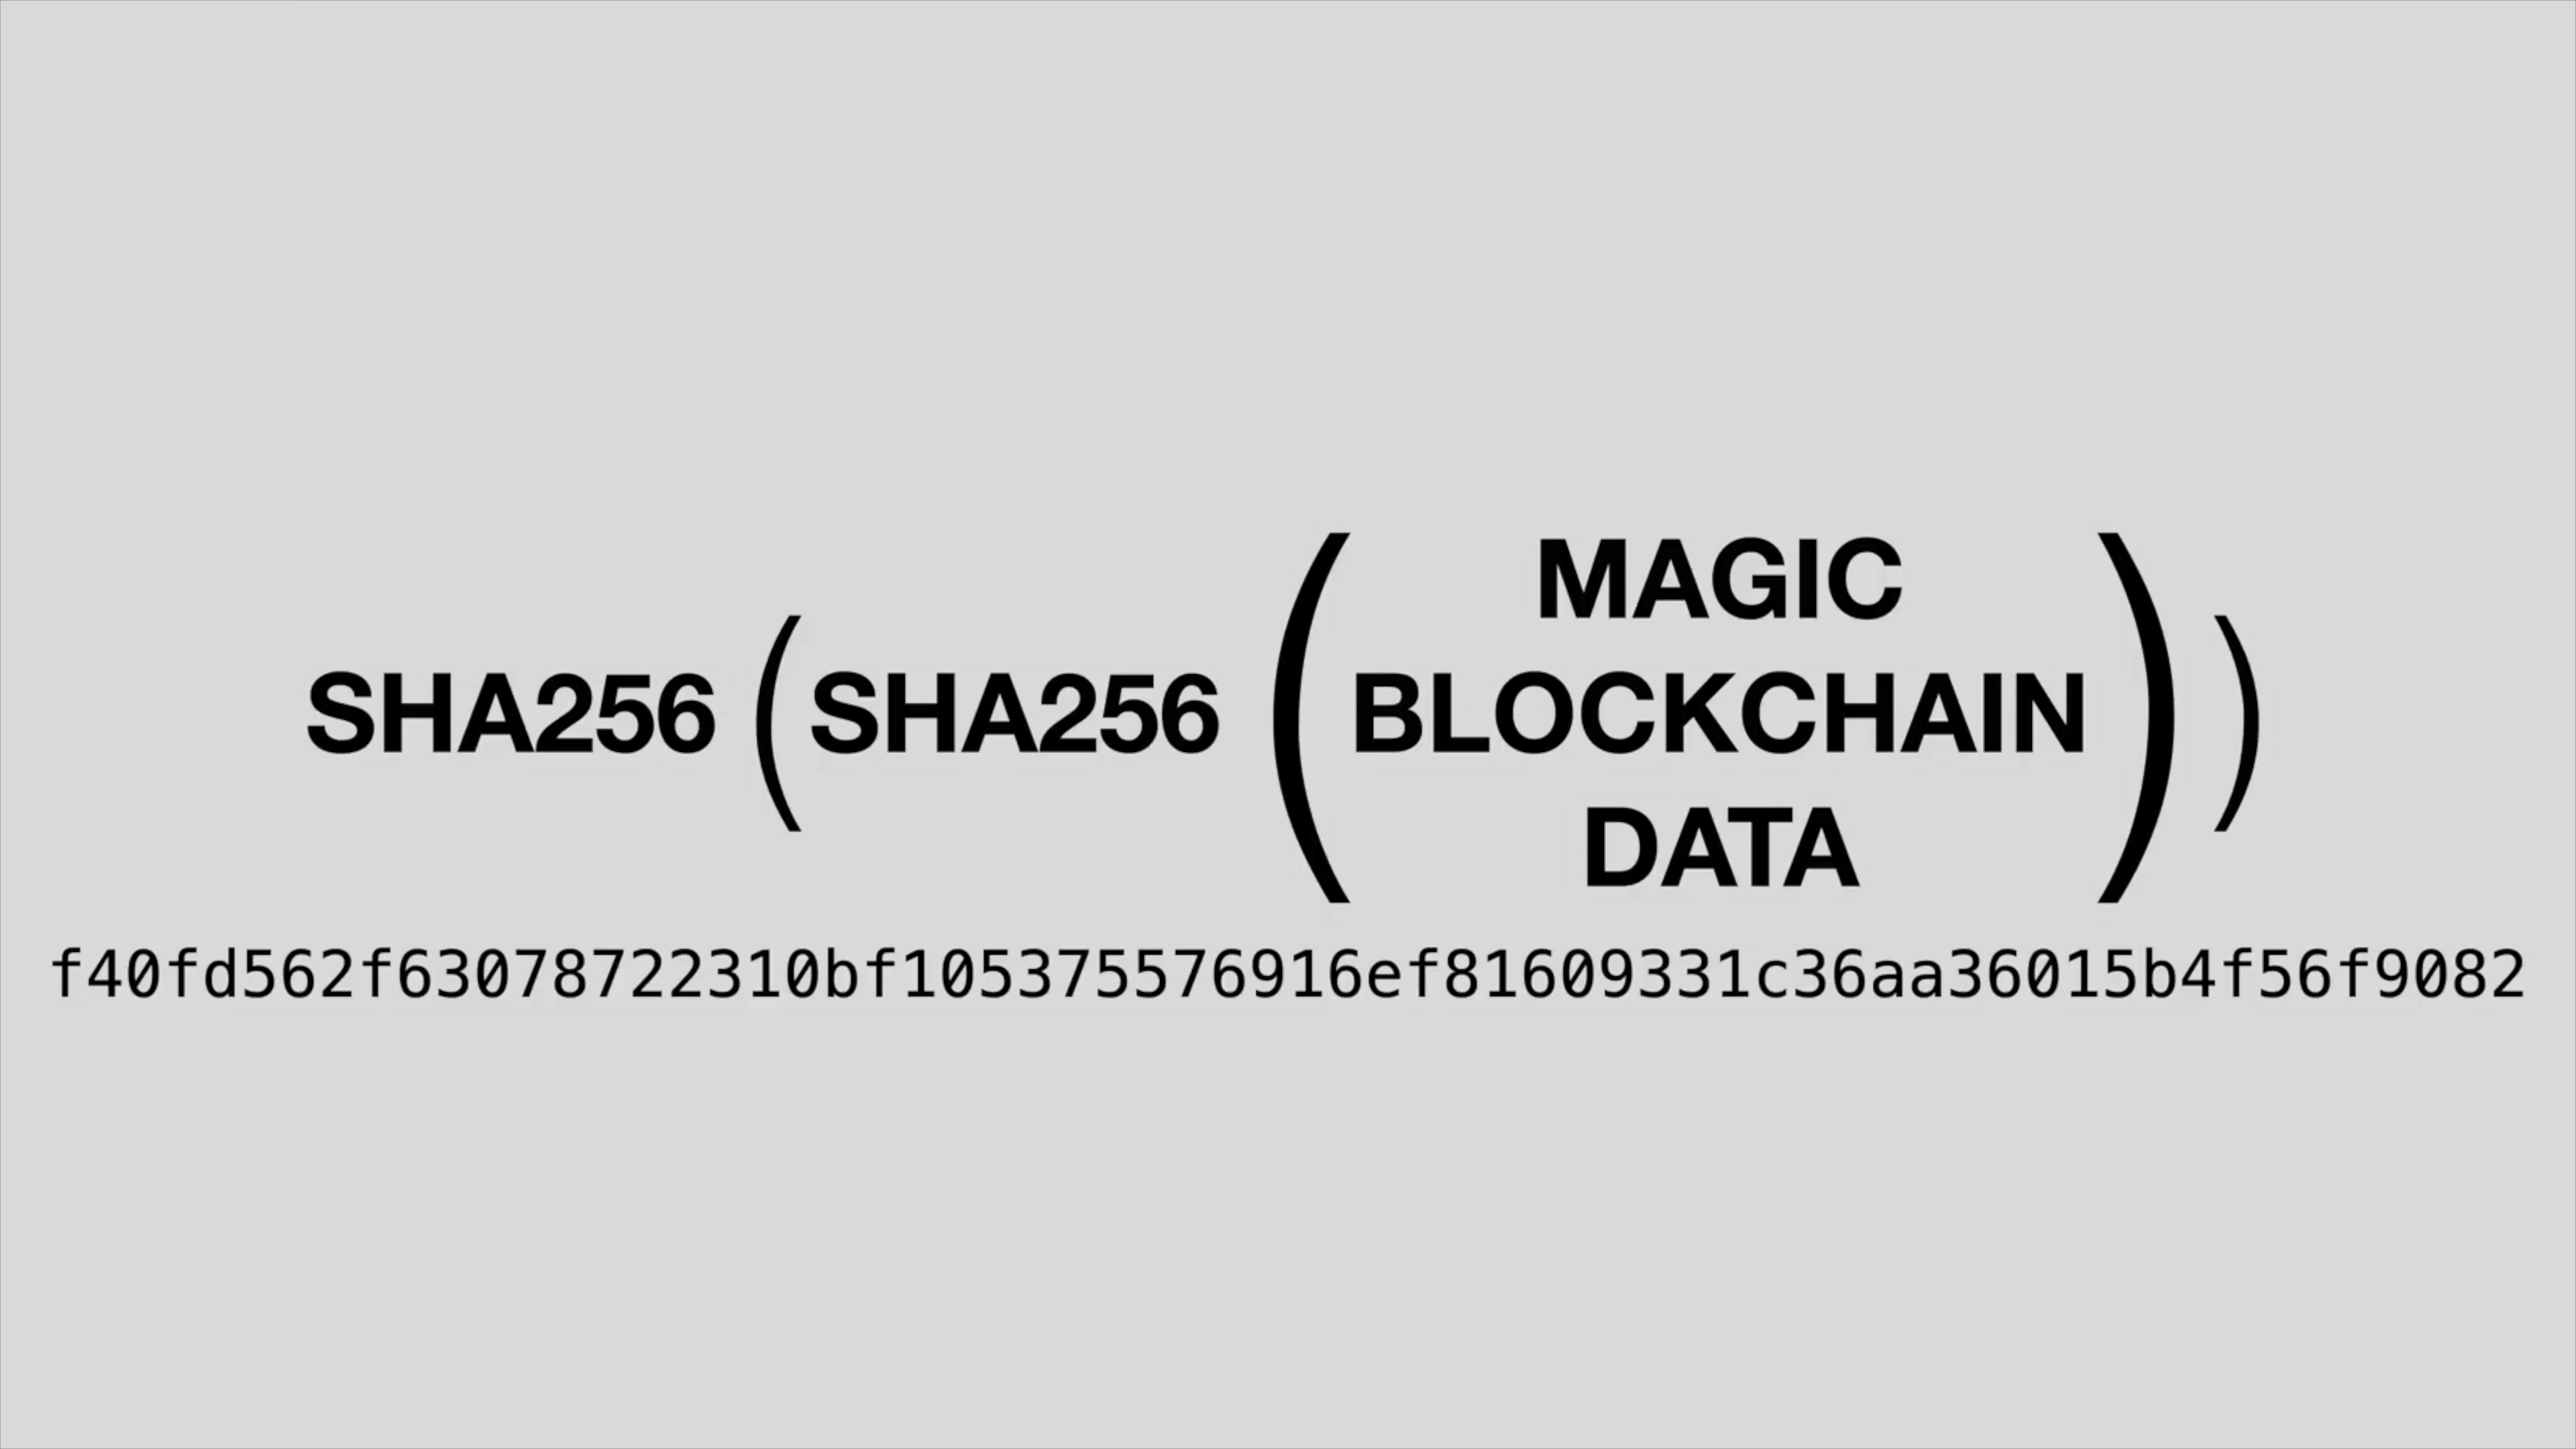 MAGIC
SHA256 (SHA256 (BLOCKCHAIN))
DATA
f40fd562f63078722310bf105375576916ef81609331c36aa36015b4f56f9082